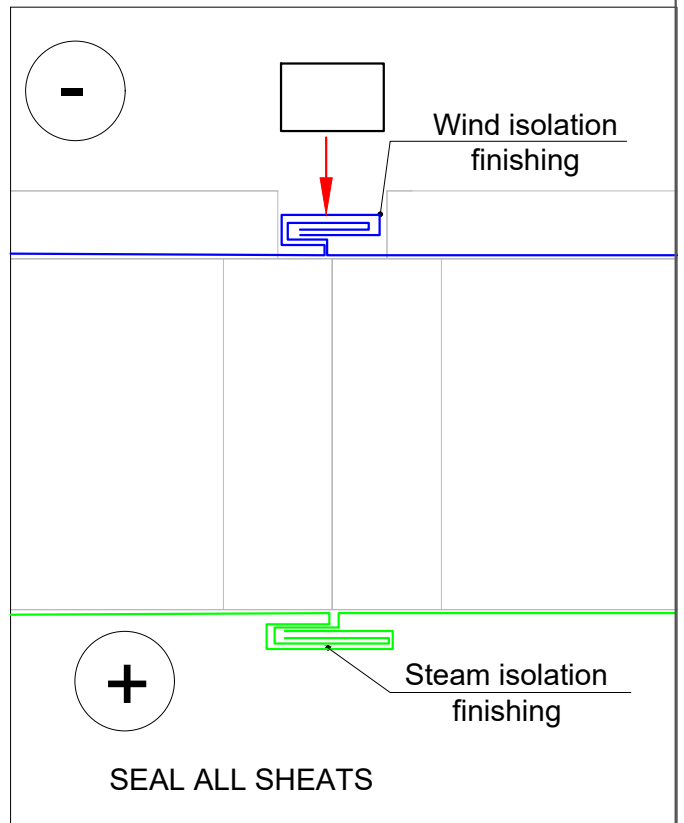 -
Wind isolation
finishing
+
Steam isolation
finishing
SEAL ALL SHEATS